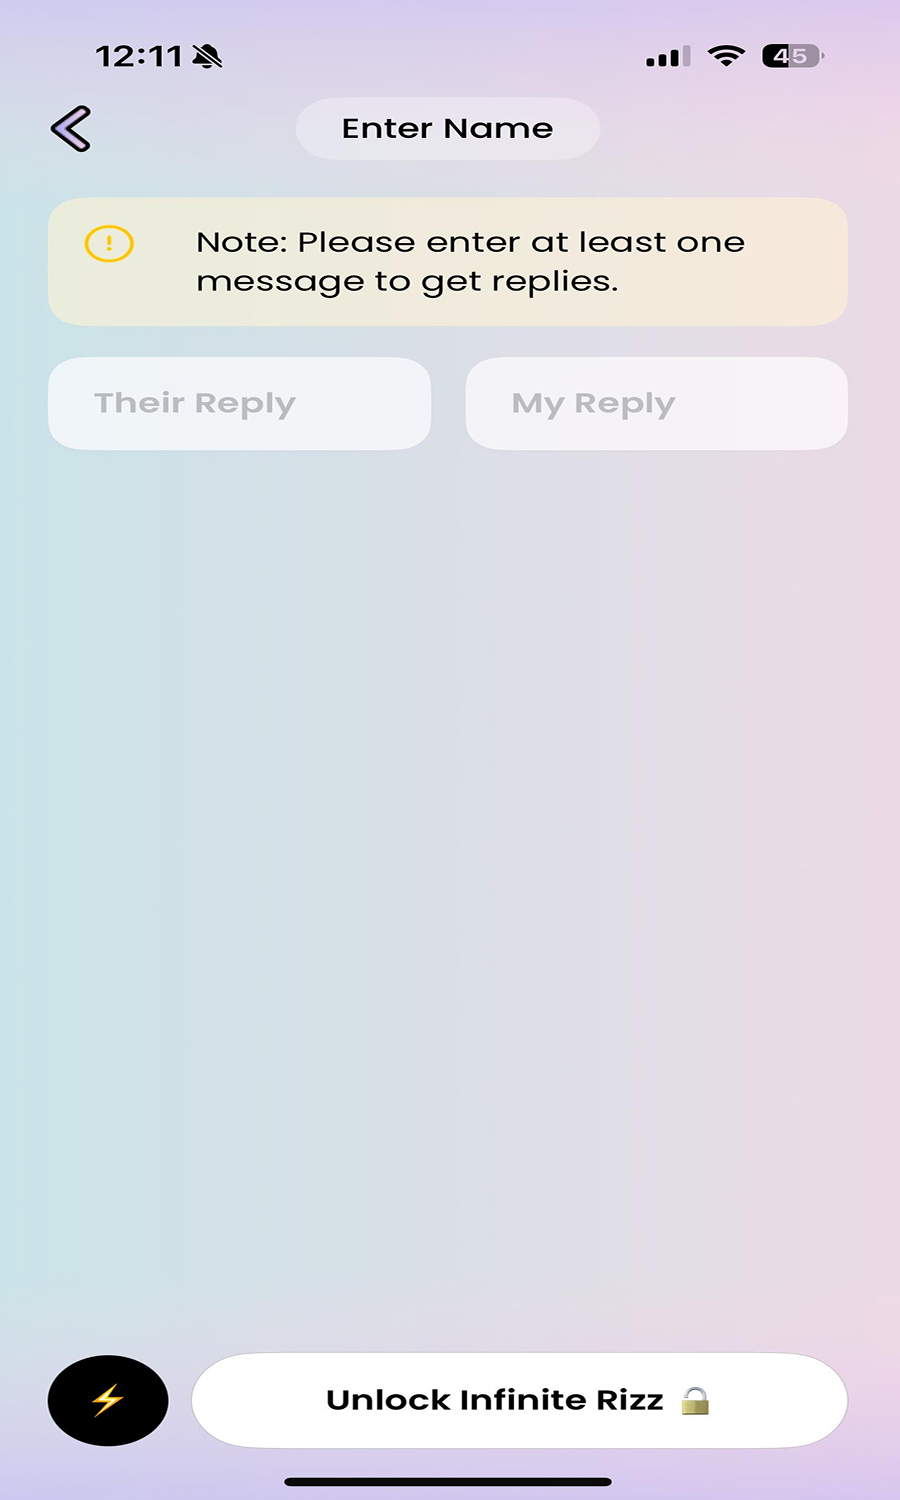 12:11
45
Enter Name
Note: Please enter at least one
message to get replies.
Their Reply
My Reply
Unlock Infinite Rizz